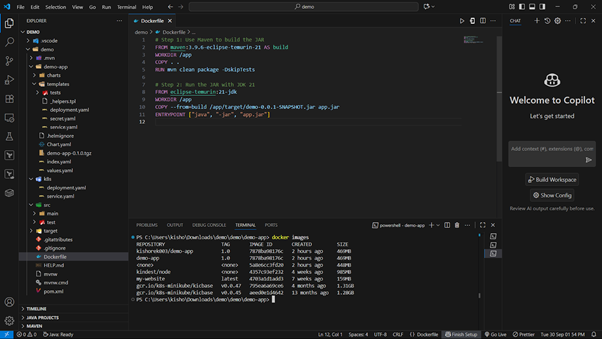 File Edit Selection View Go Run Terminal Help
demo
EXPLORER
DEMO
.vscode
demo
.mvn
demo-app
charts
templates
tests
_helpers.tpl
deployment.yaml
secret.yaml
service.yaml
.helmignore
Chart.yaml
demo-app-0.1.0.tgz
index.yaml
values.yaml
k8s
deployment.yaml
service.yaml
src
main
test
target
.gitattributes
.gitignore
Dockerfile
HELP.md
mvnw
mvnw.cmd
pom.xml
OUTLINE
TIMELINE
JAVA PROJECTS
MAVEN
Dockerfile
demo > Dockerfile > ...
1 # Step 1: Use Maven to build the JAR
2 FROM maven:3.9.6-eclipse-temurin-21 AS build
3 WORKDIR /app
4 COPY . .
5 RUN mvn clean package -DskipTests
6
7 # Step 2: Run the JAR with JDK 21
8 FROM eclipse-temurin:21-jdk
9 WORKDIR /app
10 COPY --from=build /app/target/demo-0.0.1-SNAPSHOT.jar app.jar
11 ENTRYPOINT ["java", "-jar", "app.jar"]
12
PROBLEMS OUTPUT DEBUG CONSOLE TERMINAL PORTS
powershell - demo-app
PS C:\Users\kisho\Downloads\demo\demo\demo-app> docker images
REPOSITORY TAG IMAGE ID CREATED SIZE
kishorek003/demo-app 1.0 7878ba98176c 2 hours ago 469MB
demo-app 1.0 7878ba98176c 2 hours ago 469MB
<none> <none> 2 hours ago 448MB
kindest/node <none> 4357c93ef232 4 weeks ago 985MB
my-website latest 7 weeks ago 159MB
gcr.io/k8s-minikube/kicbase v0.0.47 795ea6a69ce6 4 months ago 1.31GB
gcr.io/k8s-minikube/kicbase v0.0.45 aeed0e1d4642 13 months ago 1.28GB
PS C:\Users\kisho\Downloads\demo\demo\demo-app>
CHAT
Welcome to Copilot
Let's get started
Add context (#), extensions (@), com
Build Workspace
Show Config
Review AI output carefully before use.
0 0 Java: Ready
Ln 12, Col 1 Spaces: 4 UTF-8 CRLF Dockerfile Finish Setup Go Live Prettier Tue 30 Sep 01:54 PM